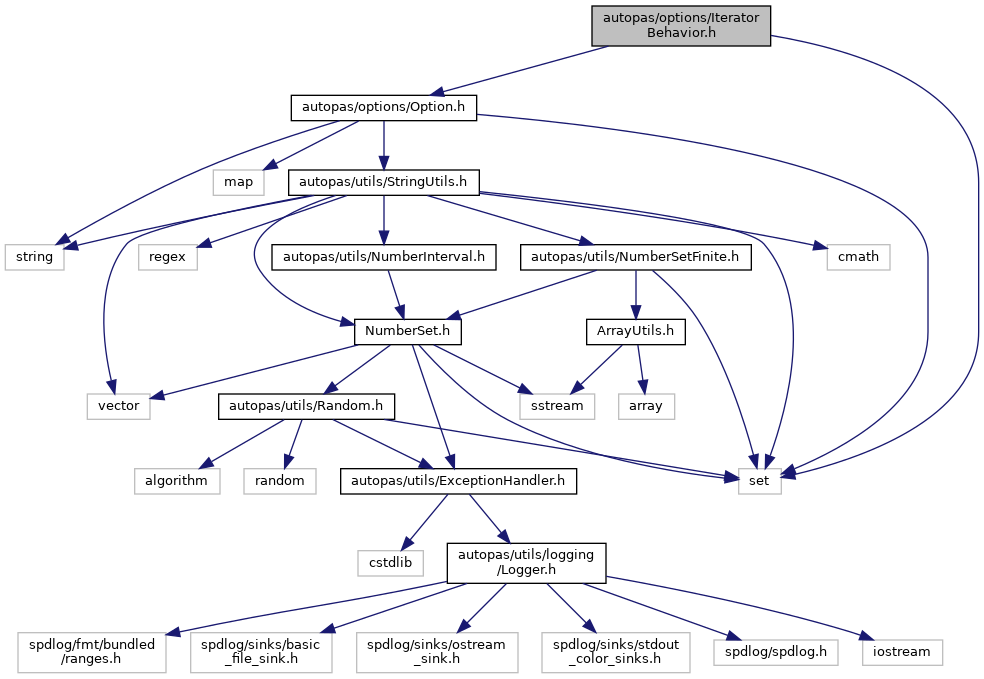 autopas/options/Iterator
Behavior.h
autopas/options/Option.h
map
autopas/utils/StringUtils.h
string
regex
autopas/utils/NumberInterval.h
autopas/utils/NumberSetFinite.h
cmath
NumberSet.h
ArrayUtils.h
vector
autopas/utils/Random.h
sstream
array
algorithm
random
autopas/utils/ExceptionHandler.h
set
cstdlib
autopas/utils/logging
/Logger.h
spdlog/fmt/bundled
/ranges.h
spdlog/sinks/basic
_file_sink.h
spdlog/sinks/ostream
_sink.h
spdlog/sinks/stdout
_color_sinks.h
spdlog/spdlog.h
iostream